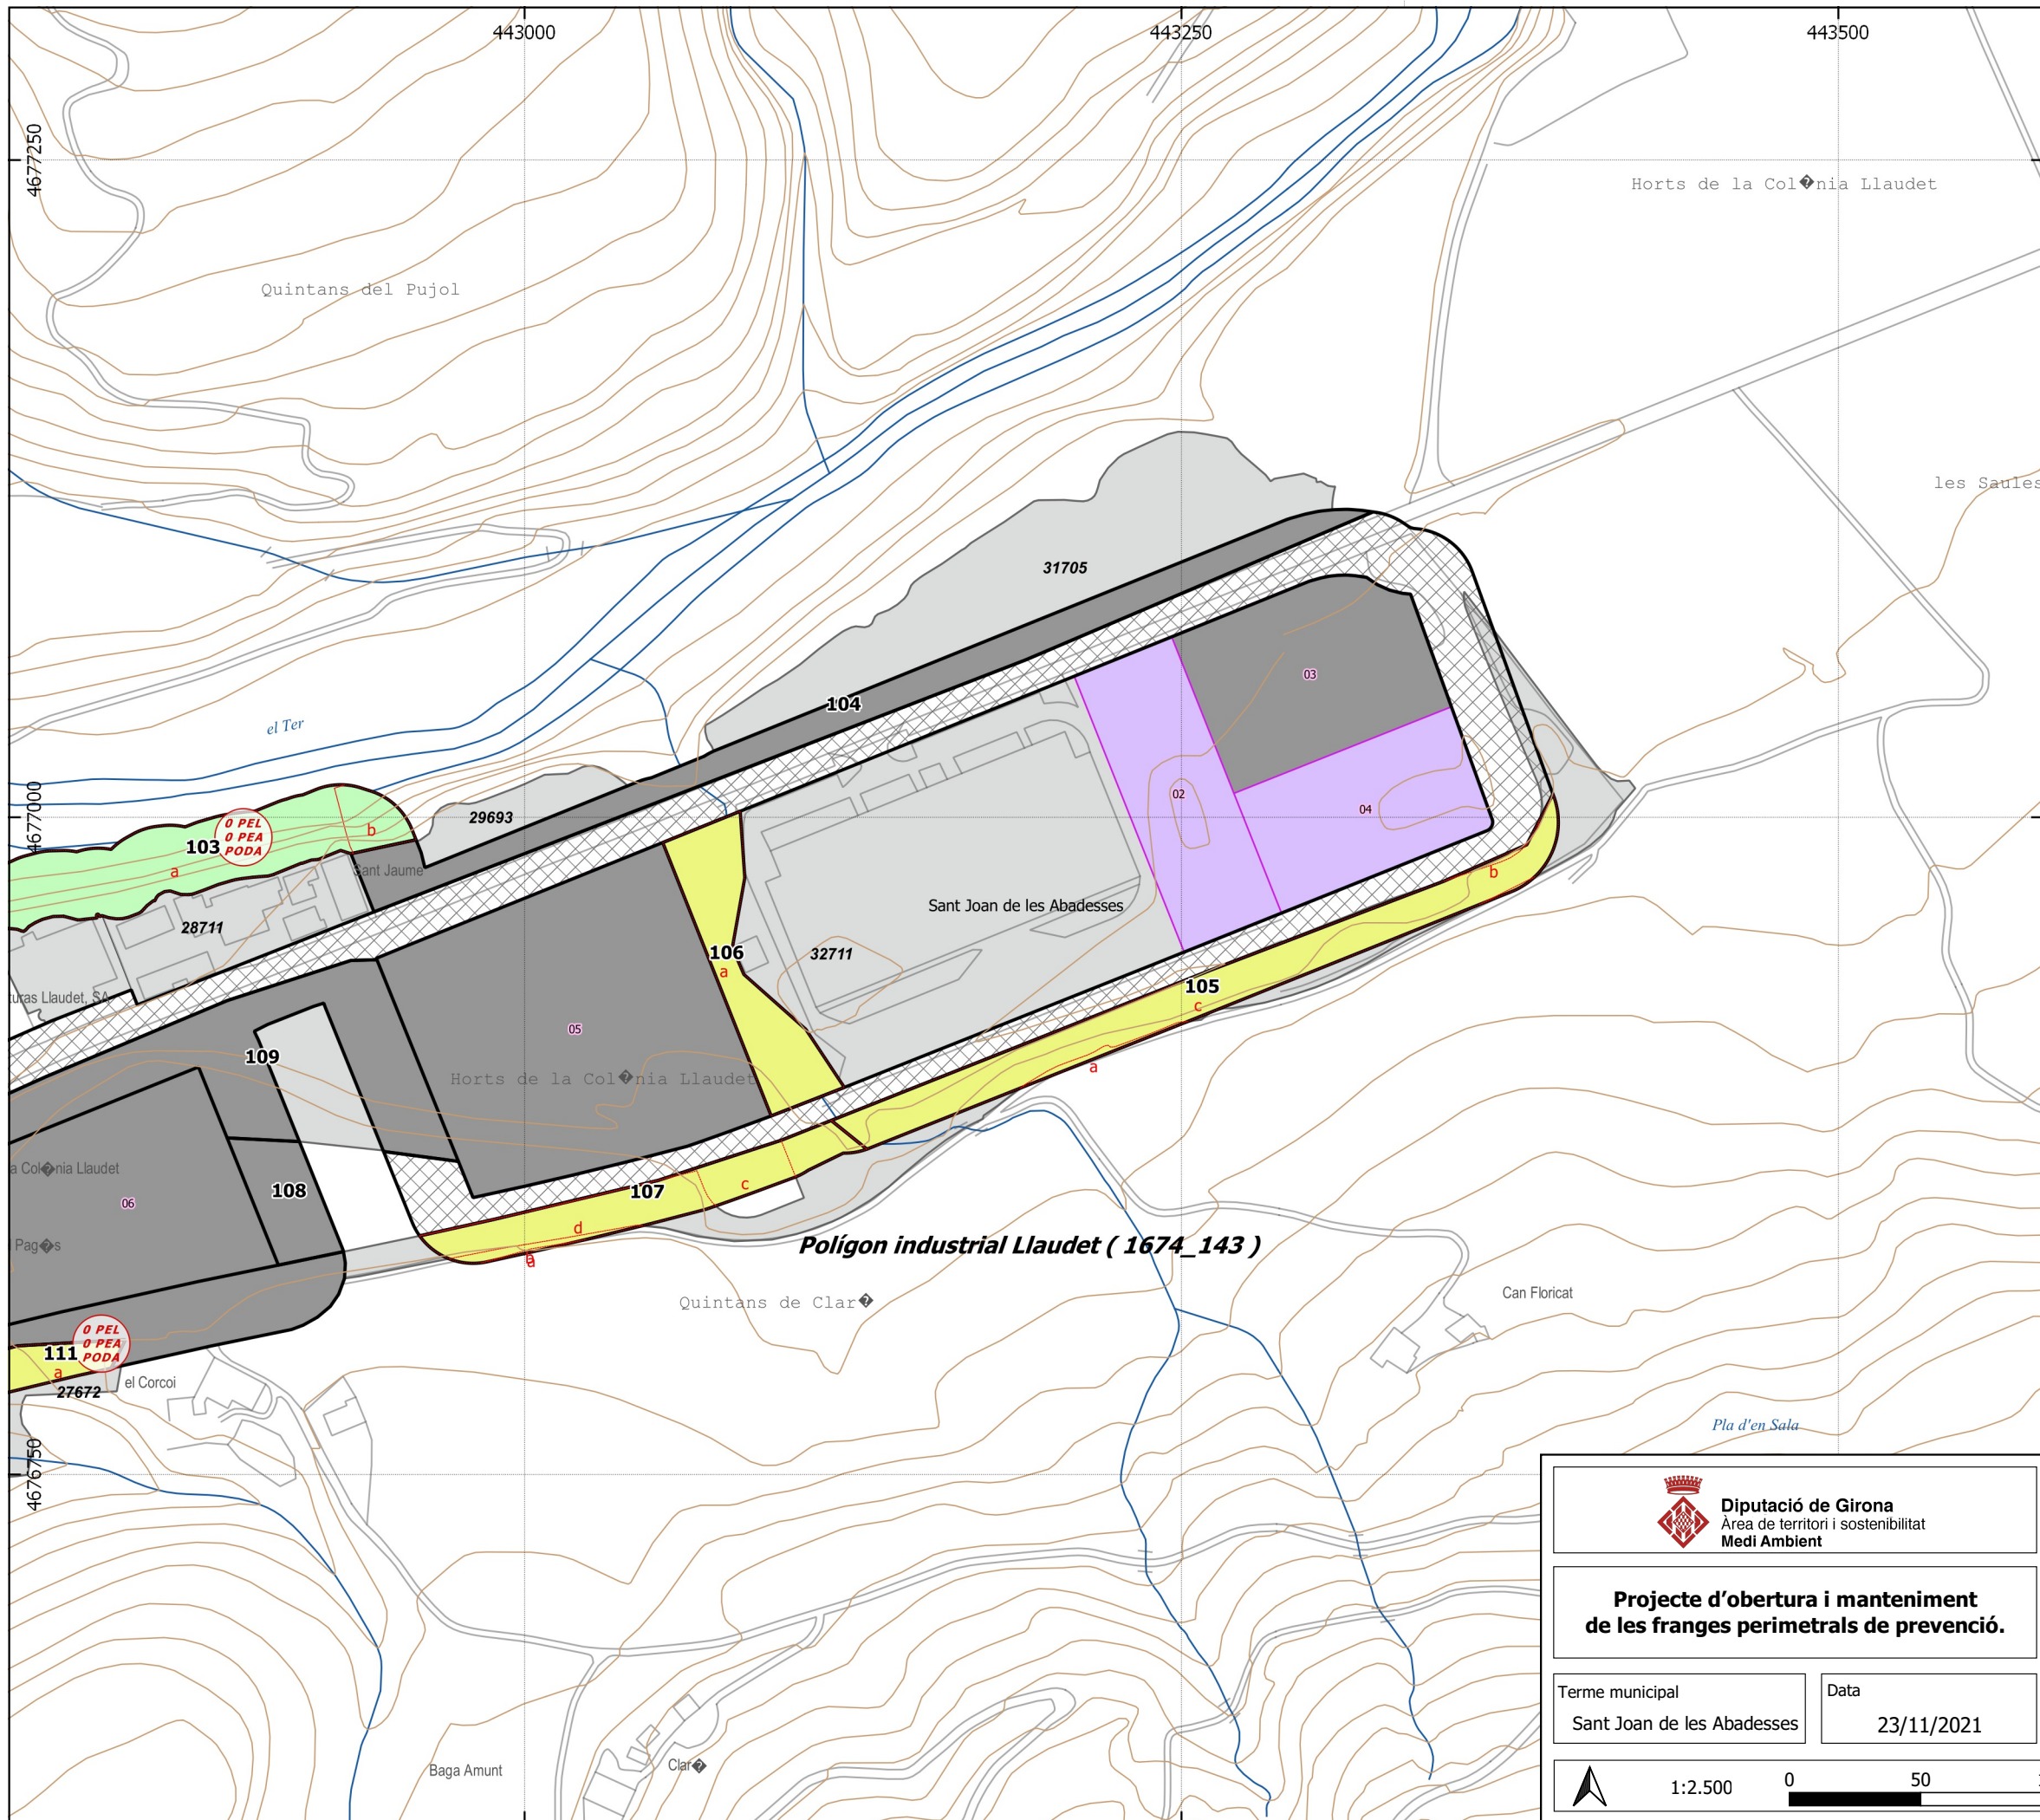 443000
443250
443500
4677250
Horts de la Col�nia Llaudet
Quintans del Pujol
les Saules
31705
03
104
el Ter
4677000
02
04
29693
0 PEL
0 PEA
PODA
103
b
a
Sant Jaume
b
28711
Sant Joan de les Abadesses
106
a
32711
105
c
uras Llaudet, SA
05
109
Horts de la Col�nia Llaudet
a
a Col�nia Llaudet
06
108
107
c
d
Pag�s
Polígon industrial Llaudet ( 1674_143 )
a
Quintans de Clar�
Can Floricat
0 PEL
0 PEA
PODA
111
a
27672
el Corcoi
Pla d'en Sala
4676750
Diputació de Girona
Àrea de territori i sostenibilitat
Medi Ambient
Projecte d’obertura i manteniment
de les franges perimetrals de prevenció.
Terme municipal
Sant Joan de les Abadesses
Data
23/11/2021
Baga Amunt
Clar�
1:2.500
0
50